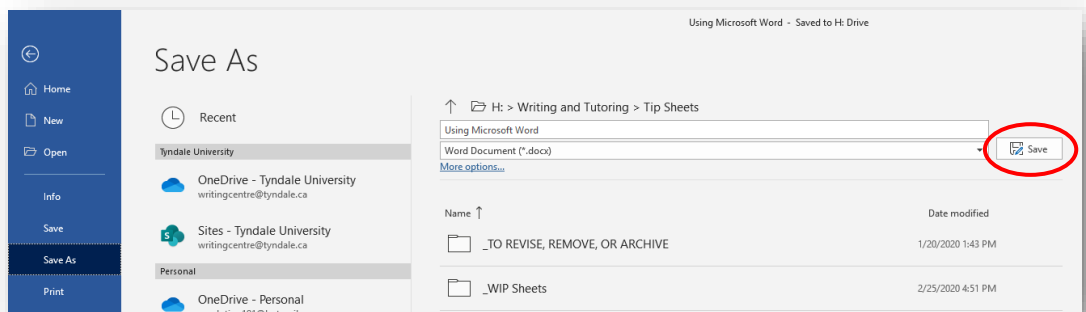 Using Microsoft Word - Saved to H: Drive
Home
New
Open
Info
Save
Save As
Print
Save As
Recent
Tyndale University
OneDrive - Tyndale University
writingcentre@tyndale.ca
Sites - Tyndale University
writingcentre@tyndale.ca
Personal
OneDrive - Personal
H: > Writing and Tutoring > Tip Sheets
Using Microsoft Word
Word Document (*.docx)
Save
More options...
Name ↑ Date modified
_TO REVISE, REMOVE, OR ARCHIVE 1/20/2020 1:43 PM
_WIP Sheets 2/25/2020 4:51 PM